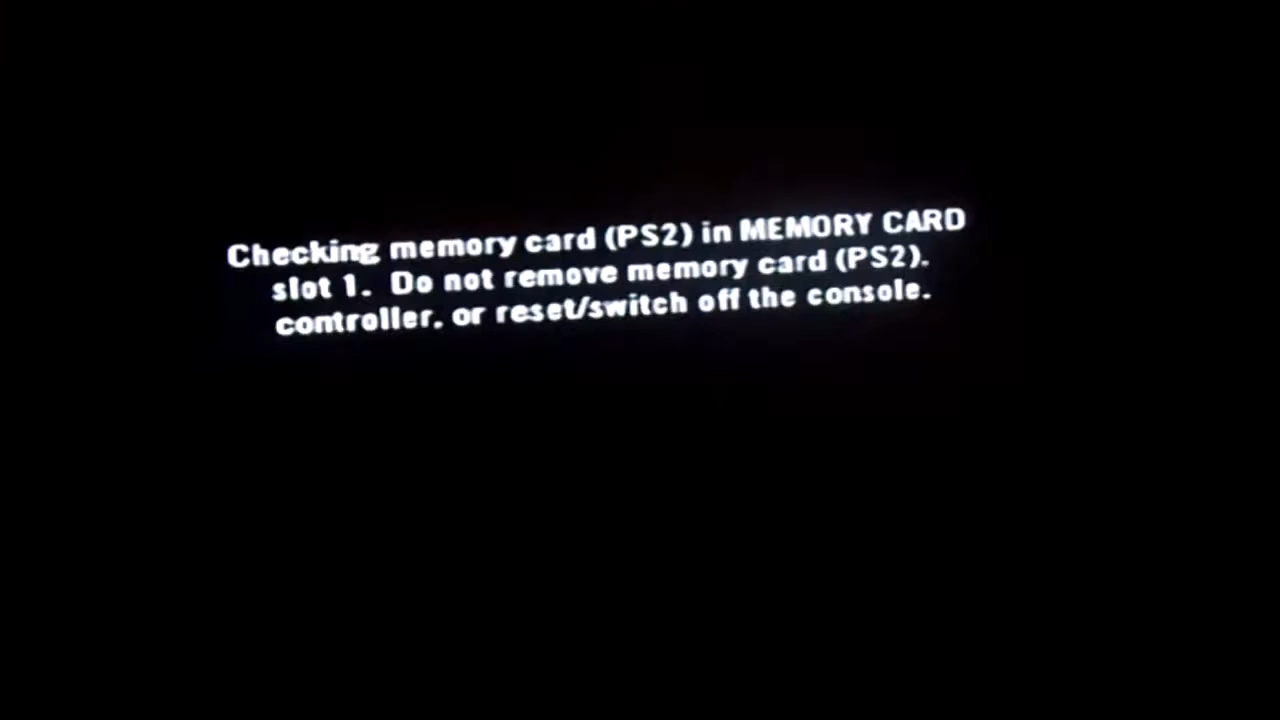 Checking memory card (PS2) in MEMORY CARD
slot 1. Do not remove memory card (PS2).
controller, or reset/switch off the console.